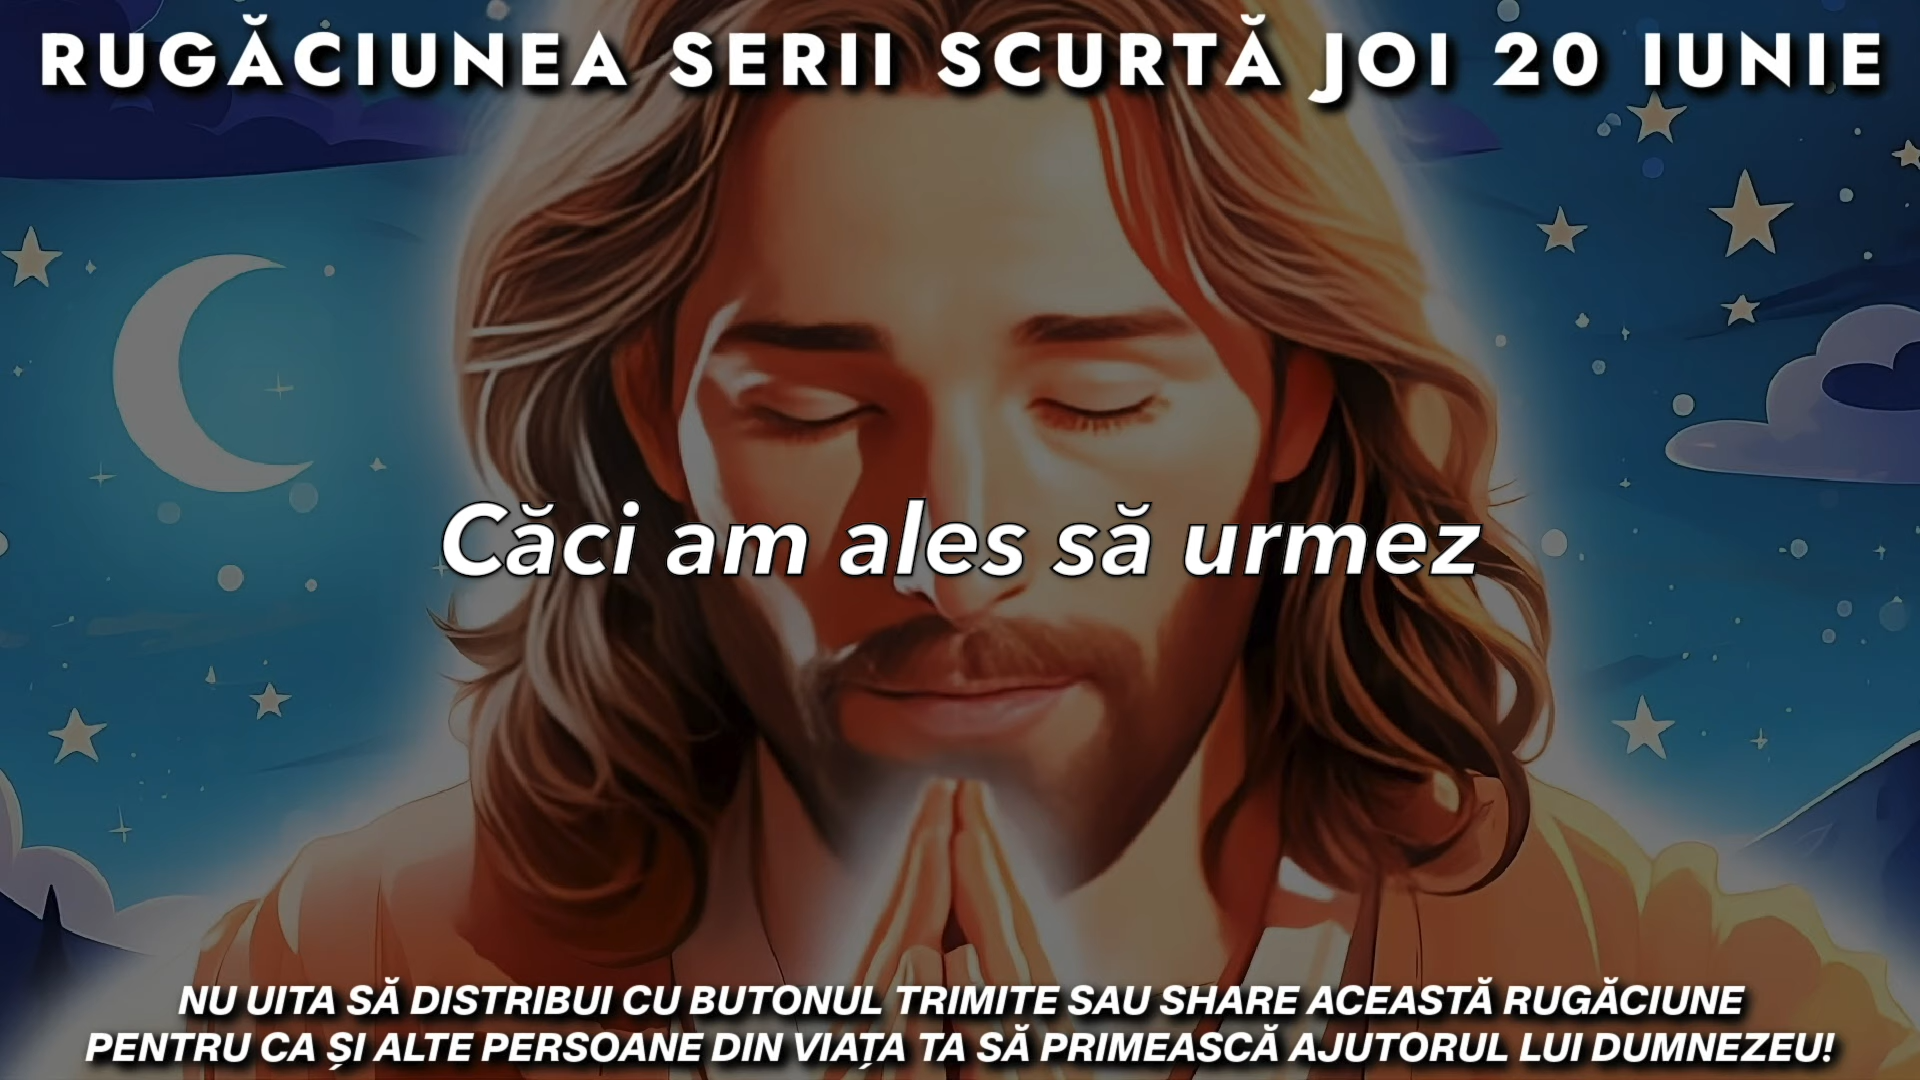 RUGĂCIUNEA SERII SCURTĂ JOI 20 IUNIE
Căci am ales să urmez
NU UITA SĂ DISTRIBUI CU BUTONUL TRIMITE SAU SHARE ACEASTĂ RUGĂCIUNE
PENTRU CA ȘI ALTE PERSOANE DIN VIAȚA TA SĂ PRIMEASCĂ AJUTORUL LUI DUMNEZEU!